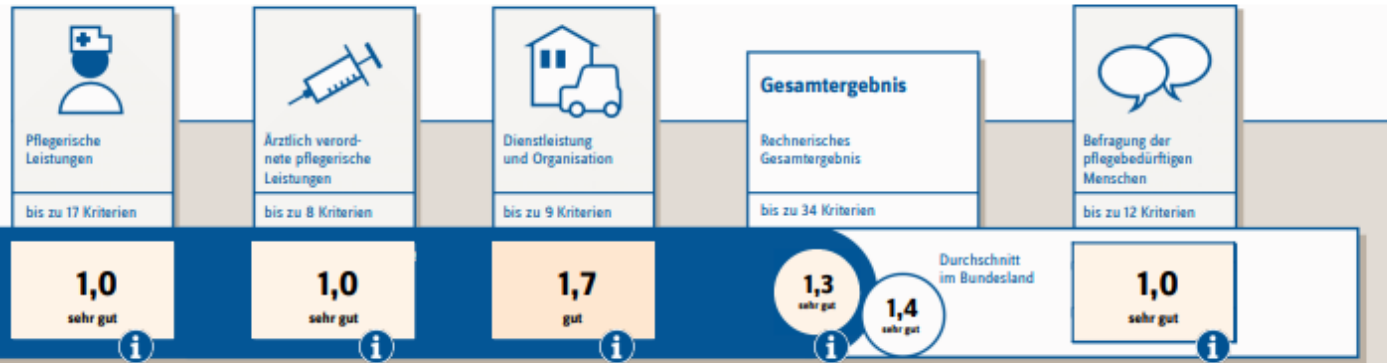 Pflegerische
Leistungen
bis zu 17 Kriterien
1,0
sehr gut
i
Ärztlich verord-
nete pflegerische
Leistungen
bis zu 8 Kriterien
1,0
sehr gut
i
Dienstleistung
und Organisation
bis zu 9 Kriterien
1,7
gut
i
Gesamtergebnis
Rechnerisches
Gesamtergebnis
bis zu 34 Kriterien
1,3
sehr gut
i
1,4
sehr gut
Durchschnitt
im Bundesland
Befragung der
pflegebedürftigen
Menschen
bis zu 12 Kriterien
1,0
sehr gut
i